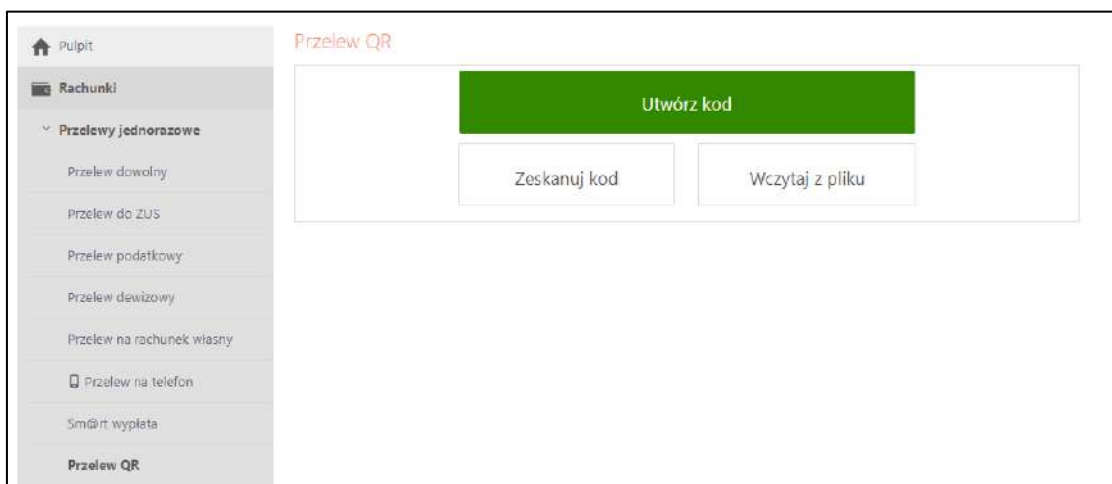 Pulpit
Rachunki
Przelewy jednorazowe
Przelew dowolny
Przelew do ZUS
Przelew podatkowy
Przelew dewizowy
Przelew na rachunek własny
Przelew na telefon
Sm@rt wypłata
Przelew QR
Przelew QR
Utwórz kod
Zeskanuj kod
Wczytaj z pliku